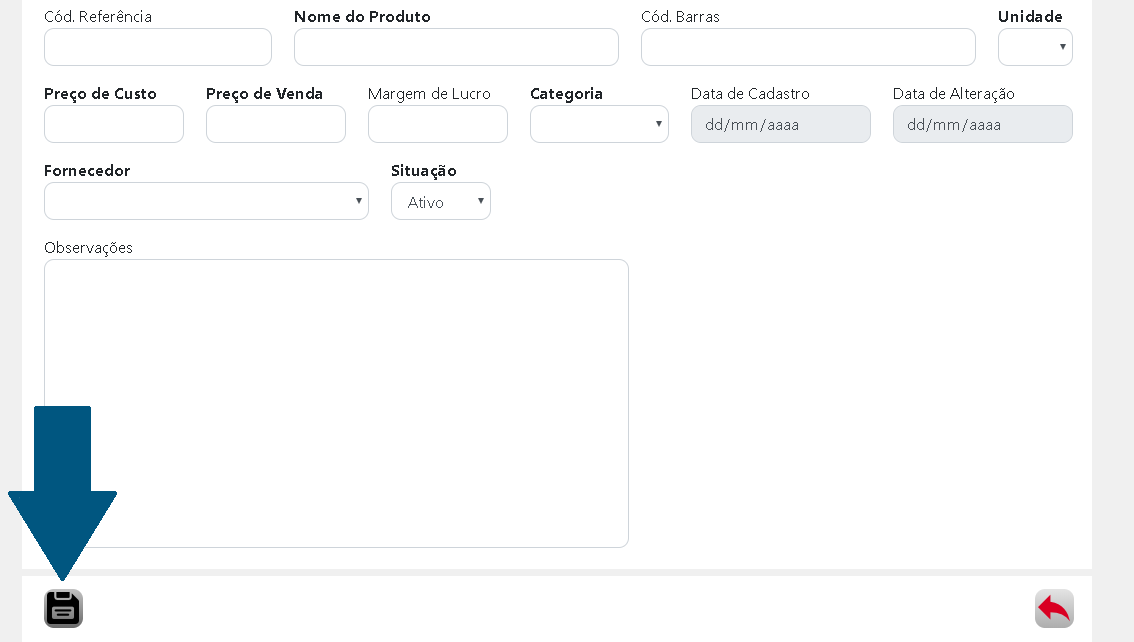 Cód. Referência Nome do Produto Cód. Barras Unidade
Preço de Custo Preço de Venda Margem de Lucro Categoria Data de Cadastro Data de Alteração
dd/mm/aaaa dd/mm/aaaa
Fornecedor Situação
Ativo
Observações